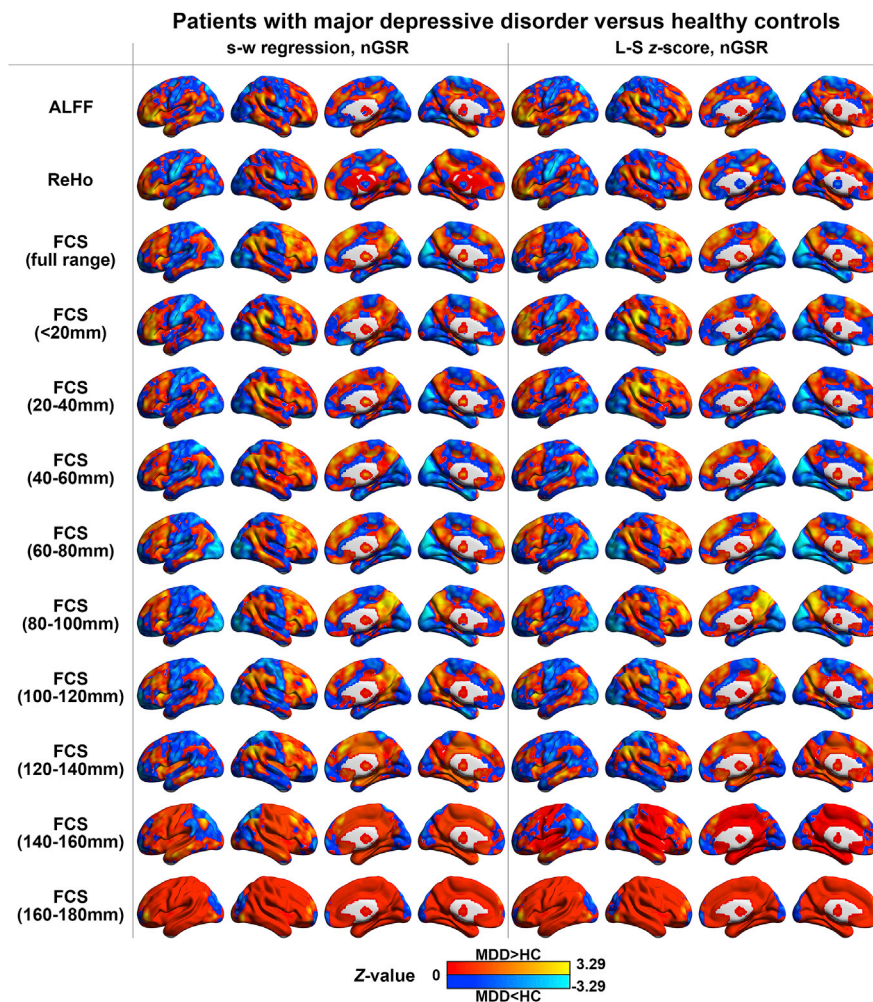 Patients with major depressive disorder versus healthy controls
s-w regression, nGSR
L-S z-score, nGSR
ALFF
ReHo
FCS
(full range)
FCS
(<20mm)
FCS
(20-40mm)
FCS
(40-60mm)
FCS
(60-80mm)
FCS
(80-100mm)
FCS
(100-120mm)
FCS
(120-140mm)
FCS
(140-160mm)
FCS
(160-180mm)
MDD>HC
Z-value 0 3.29
-3.29
MDD<HC